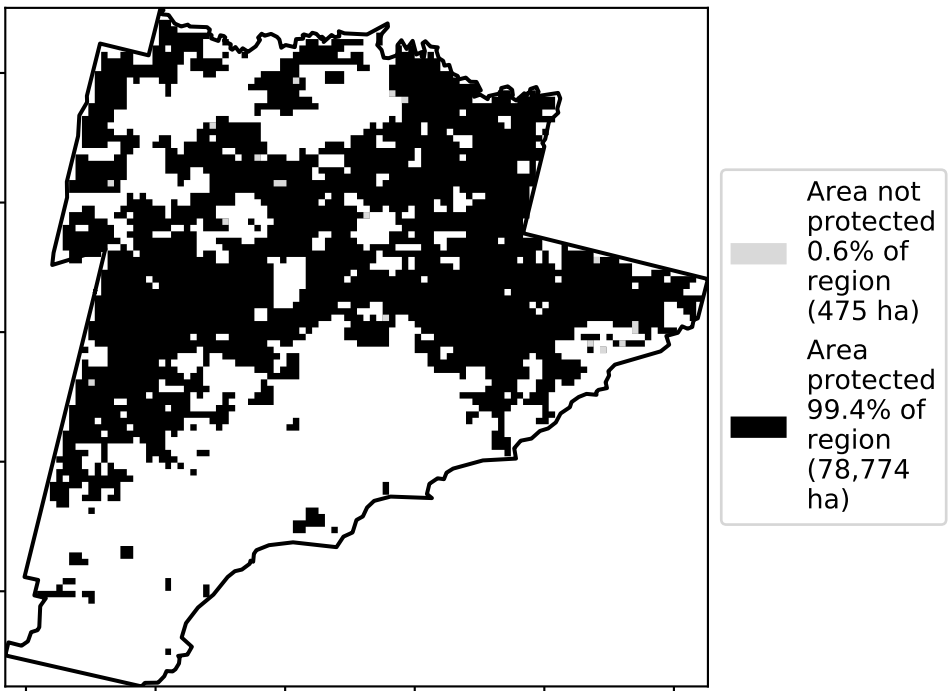 Area not
protected
0.6% of
region
(475 ha)
Area
protected
99.4% of
region
(78,774
ha)